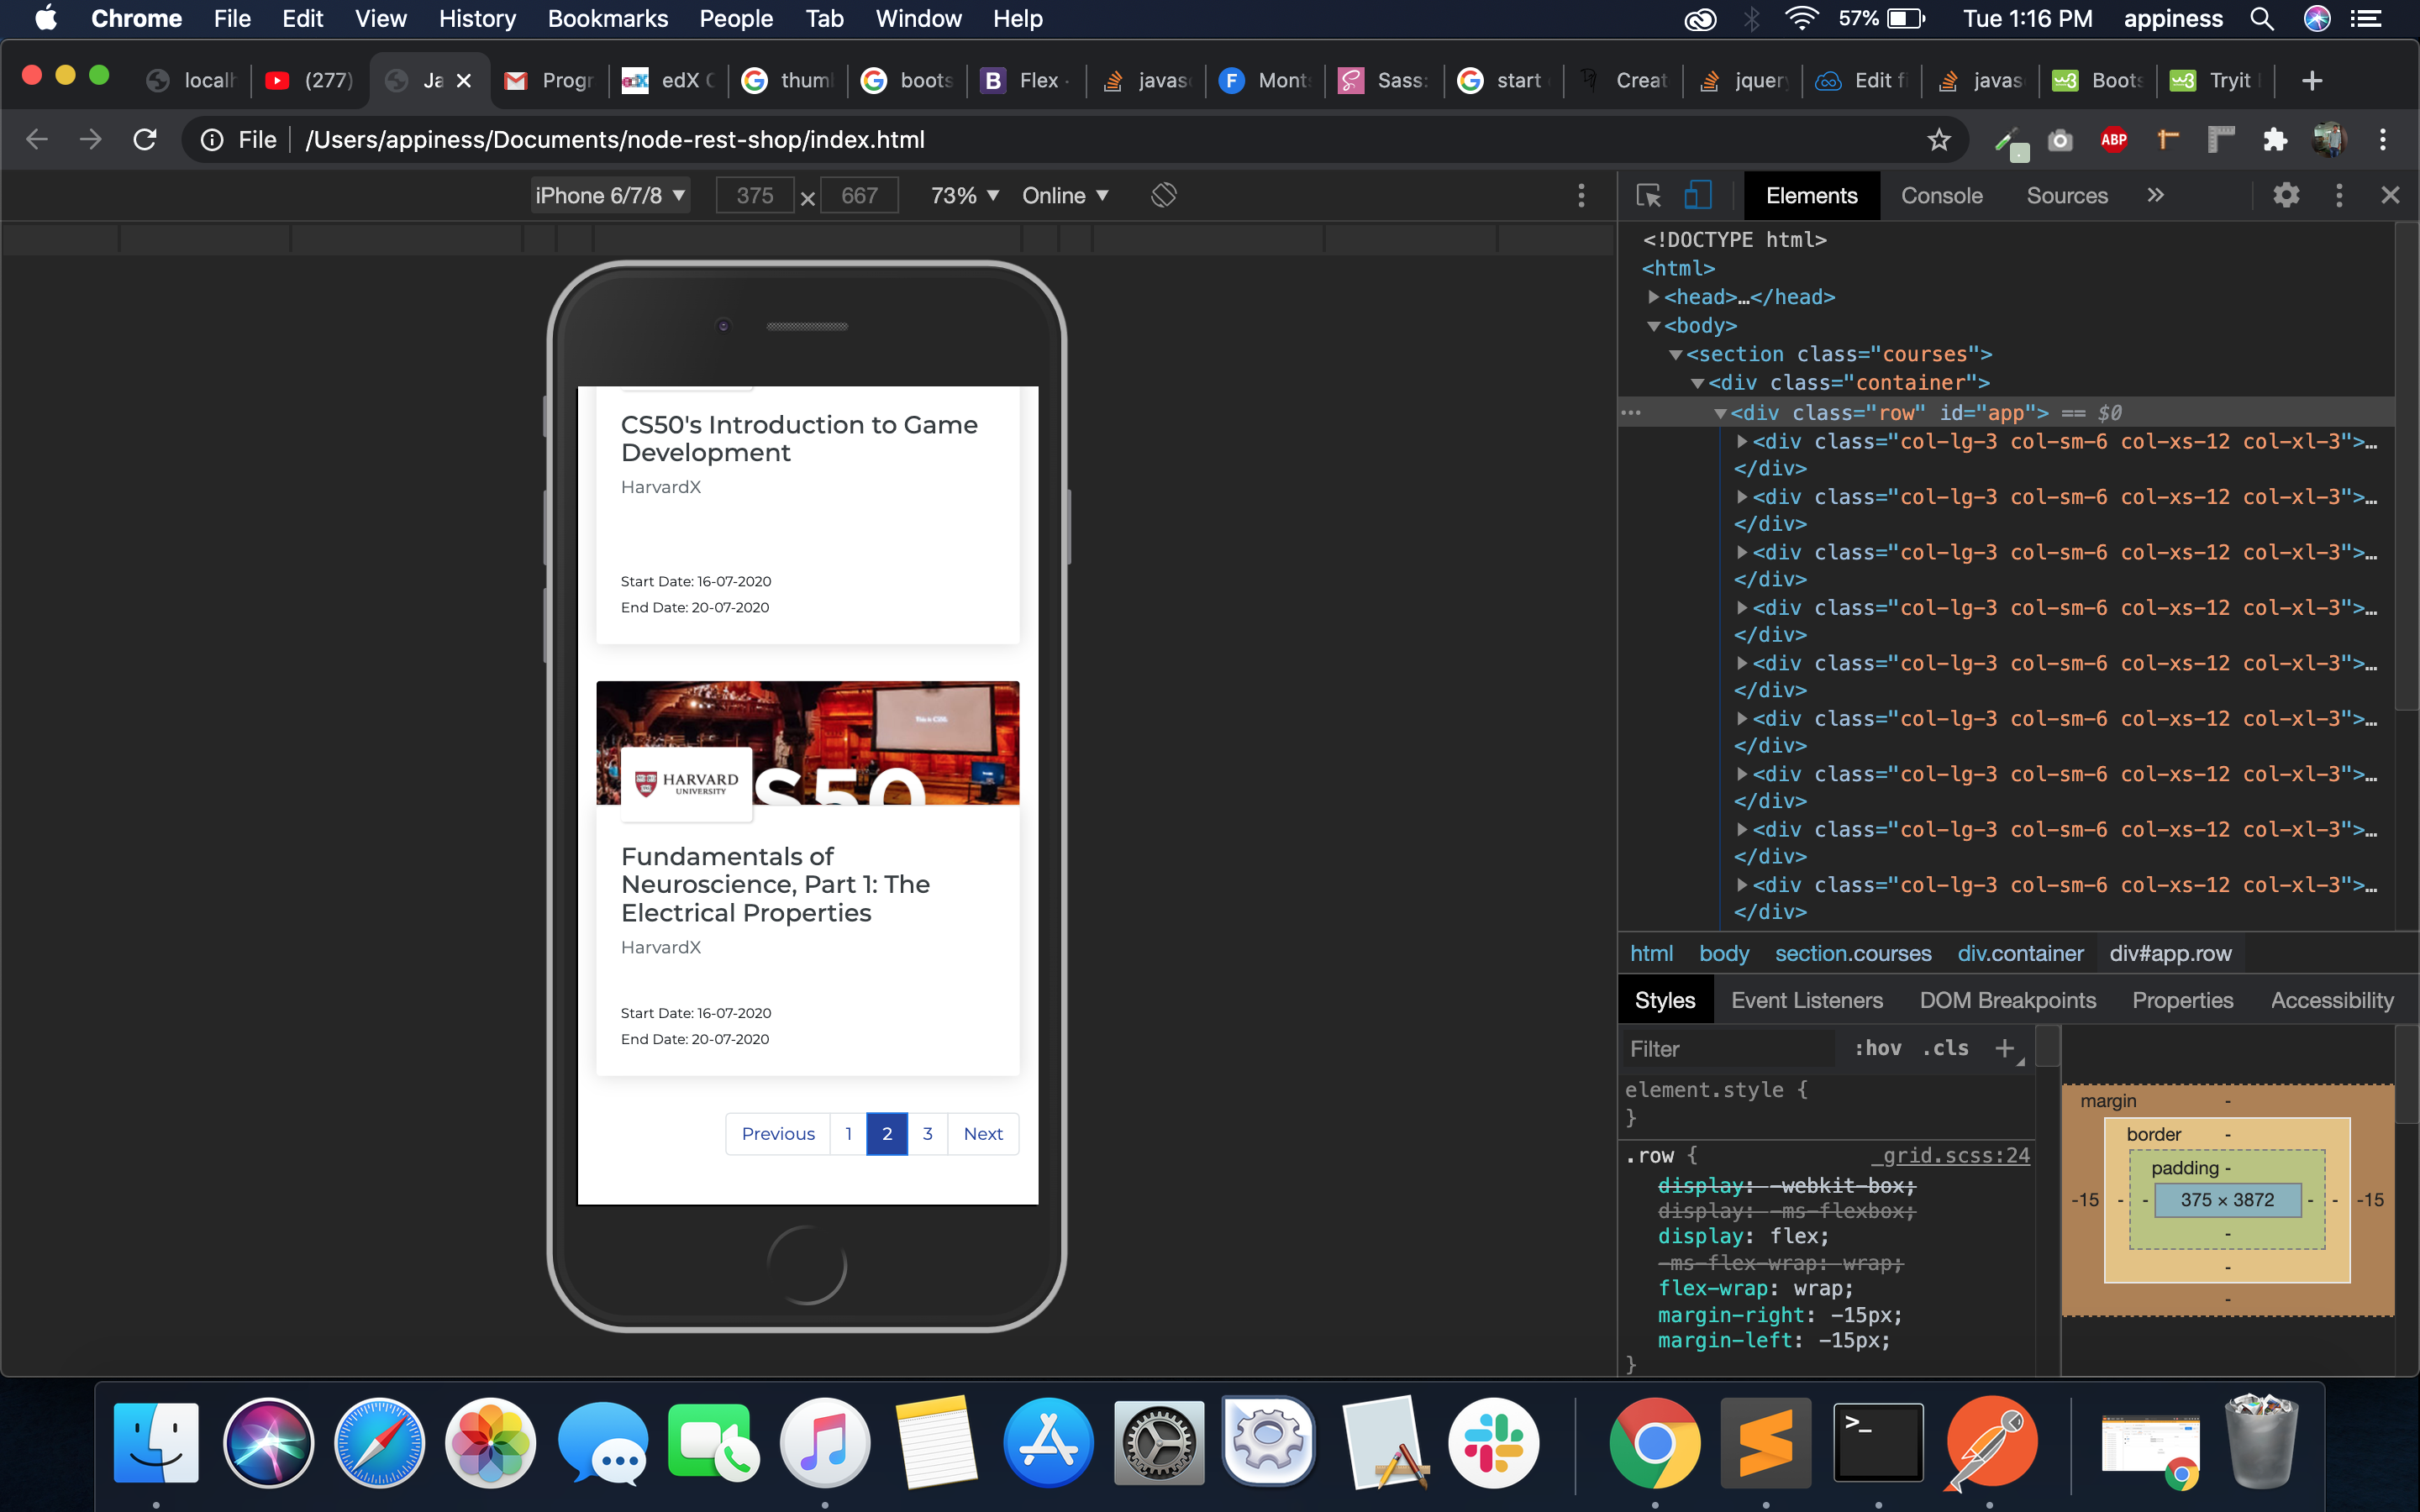 Chrome File Edit View History Bookmarks People Tab Window Help 57% Tue 1:16 PM appiness
localh (277) Ja Progr edX C thuml boots Flex - javas Mont: Sass: start Creat jquer Edit fi javas Boots Tryit
File /Users/appiness/Documents/node-rest-shop/index.html ABP
iPhone 6/7/8 375 × 667 73% Online
Elements Console Sources
<!DOCTYPE html>
<html>
<head>…</head>
<body>
<section class="courses">
<div class="container">
<div class="row" id="app"> == $0
<div class="col-lg-3 col-sm-6 col-xs-12 col-xl-3">…
</div>
<div class="col-lg-3 col-sm-6 col-xs-12 col-xl-3">…
</div>
<div class="col-lg-3 col-sm-6 col-xs-12 col-xl-3">…
</div>
<div class="col-lg-3 col-sm-6 col-xs-12 col-xl-3">…
</div>
<div class="col-lg-3 col-sm-6 col-xs-12 col-xl-3">…
</div>
<div class="col-lg-3 col-sm-6 col-xs-12 col-xl-3">…
</div>
<div class="col-lg-3 col-sm-6 col-xs-12 col-xl-3">…
</div>
<div class="col-lg-3 col-sm-6 col-xs-12 col-xl-3">…
</div>
<div class="col-lg-3 col-sm-6 col-xs-12 col-xl-3">…
</div>
html body section.courses div.container div#app.row
Styles Event Listeners DOM Breakpoints Properties Accessibility
Filter :hov .cls +
element.style {
}
.row { _grid.scss:24
display: -webkit-box;
display: -ms-flexbox;
display: flex;
-ms-flex-wrap: wrap;
flex-wrap: wrap;
margin-right: -15px;
margin-left: -15px;
}
margin -
border -
padding -
-15 - - 375 × 3872 - - -15
-
-
-
CS50's Introduction to Game
Development
HarvardX
Start Date: 16-07-2020
End Date: 20-07-2020
This is CS50.
HARVARD
UNIVERSITY
S50
Fundamentals of
Neuroscience, Part 1: The
Electrical Properties
HarvardX
Start Date: 16-07-2020
End Date: 20-07-2020
Previous 1 2 3 Next